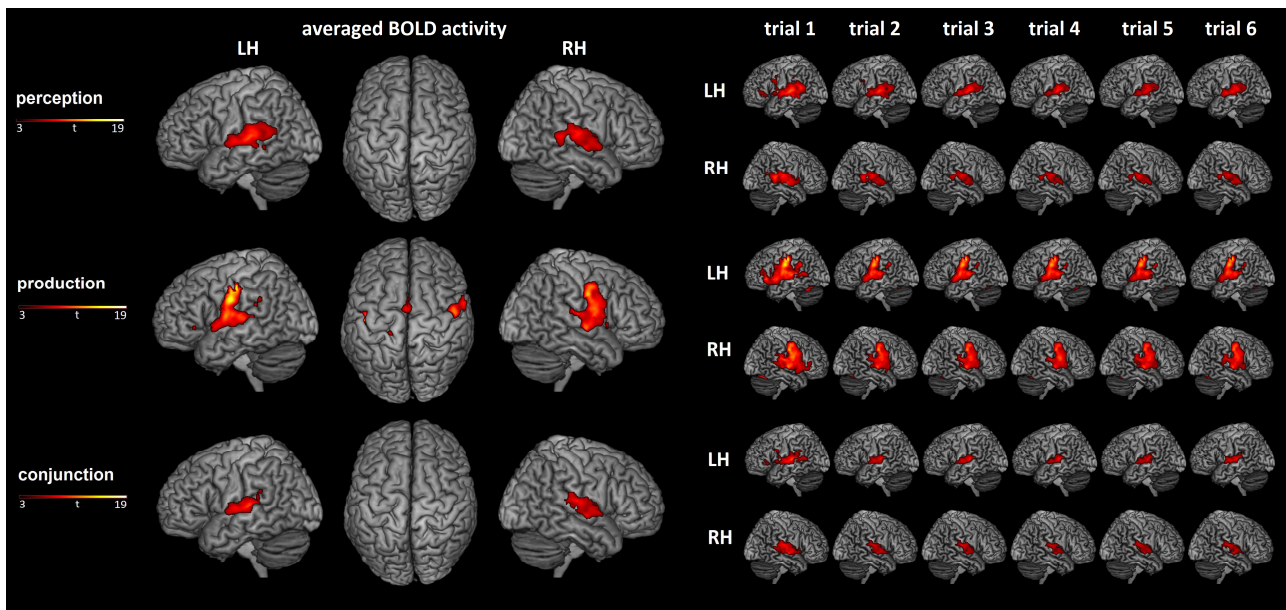 averaged BOLD activity
LH RH
trial 1 trial 2 trial 3 trial 4 trial 5 trial 6
perception
3 t 19
LH
RH
production
3 t 19
LH
RH
conjunction
3 t 19
LH
RH